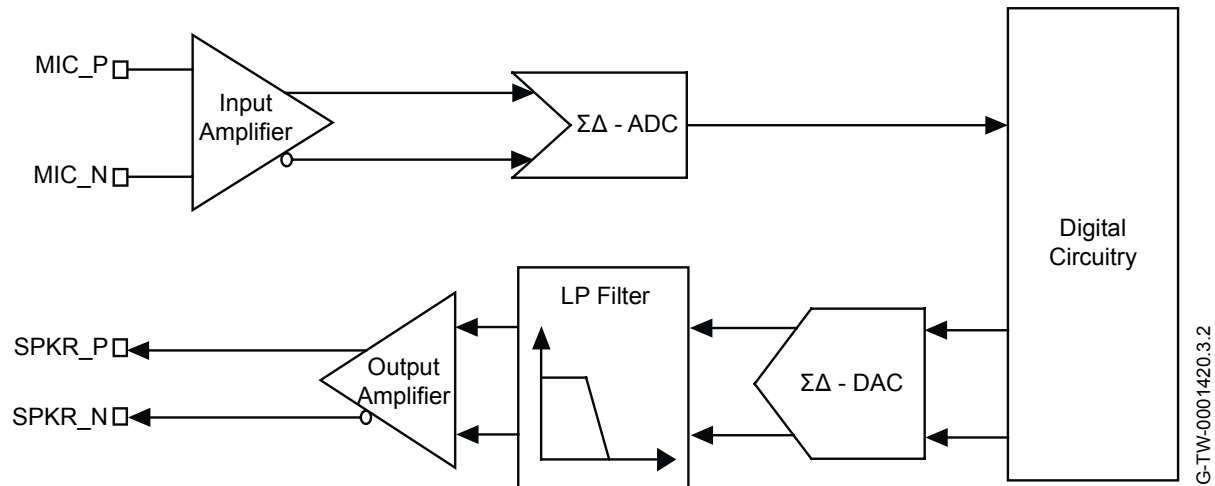 MIC_P
MIC_N
Input
Amplifier
ΣΔ - ADC
Digital
Circuitry
LP Filter
SPKR_P
SPKR_N
Output
Amplifier
ΣΔ - DAC
G-TW-0001420.3.2